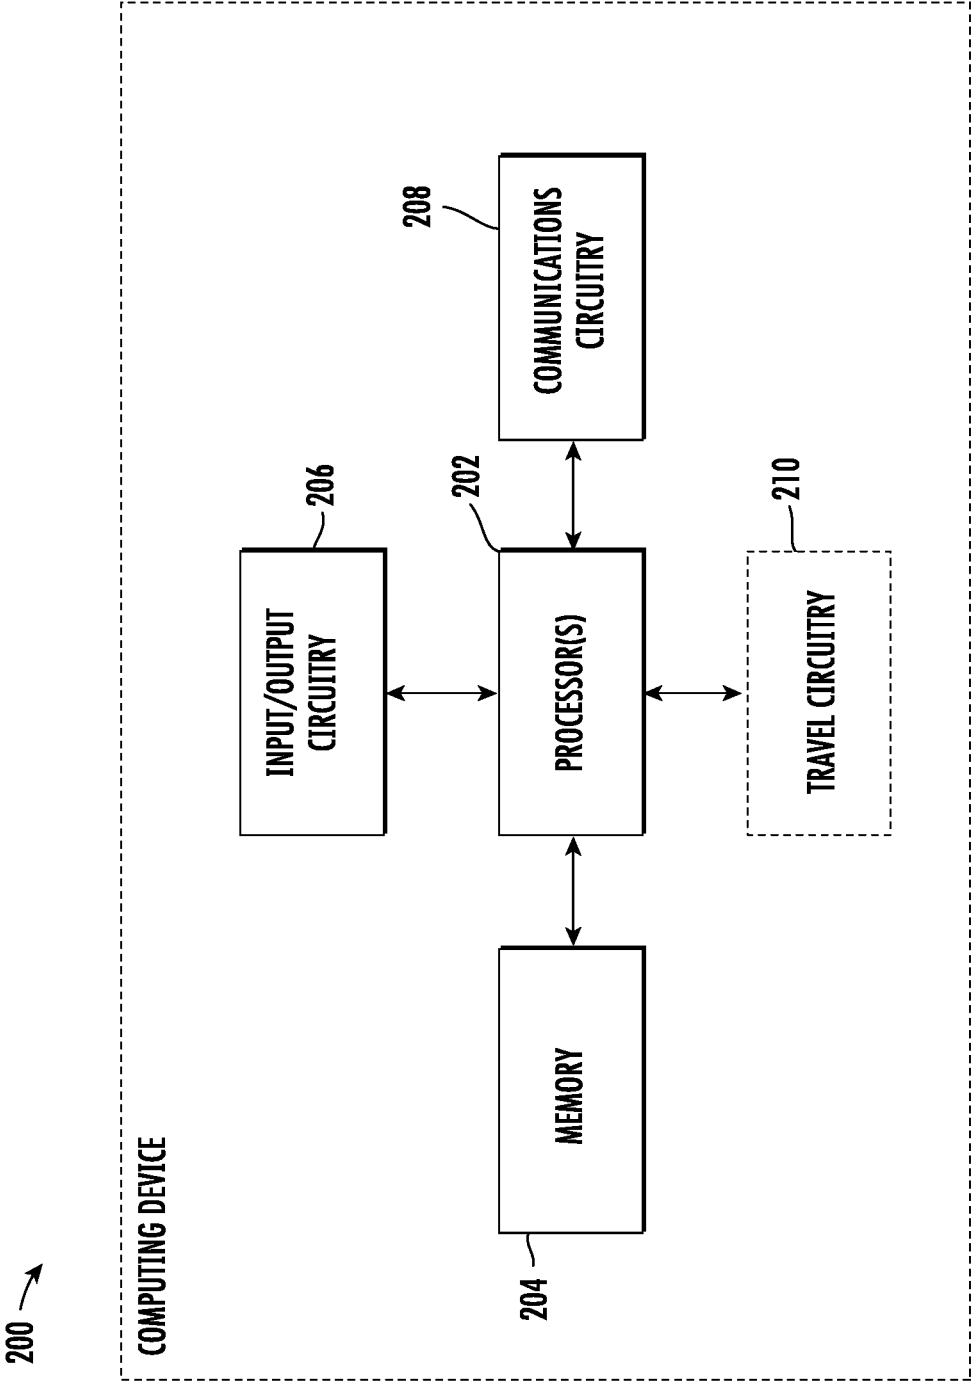 200
COMPUTING DEVICE
INPUT/OUTPUT
CIRCUITRY
206
204
MEMORY
PROCESSOR(S)
202
COMMUNICATIONS
CIRCUITRY
208
TRAVEL CIRCUITRY
210